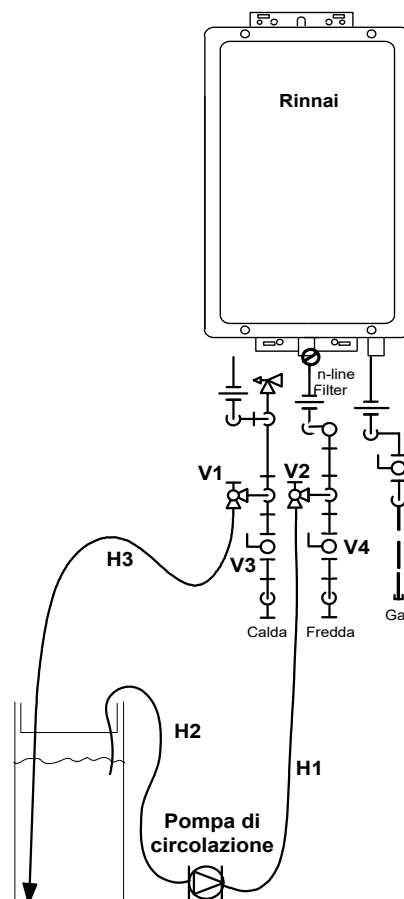 Rinnai
n-line
Filter
V1
V2
V3
V4
H3
Calda
Fredda
Ga
H2
H1
Pompa di
circolazione